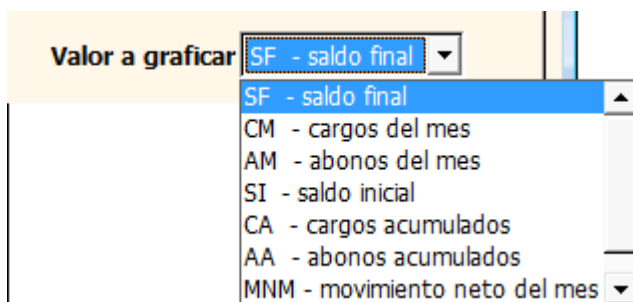 Valor a graficar SF - saldo final
SF - saldo final
CM - cargos del mes
AM - abonos del mes
SI - saldo inicial
CA - cargos acumulados
AA - abonos acumulados
MNM - movimiento neto del mes